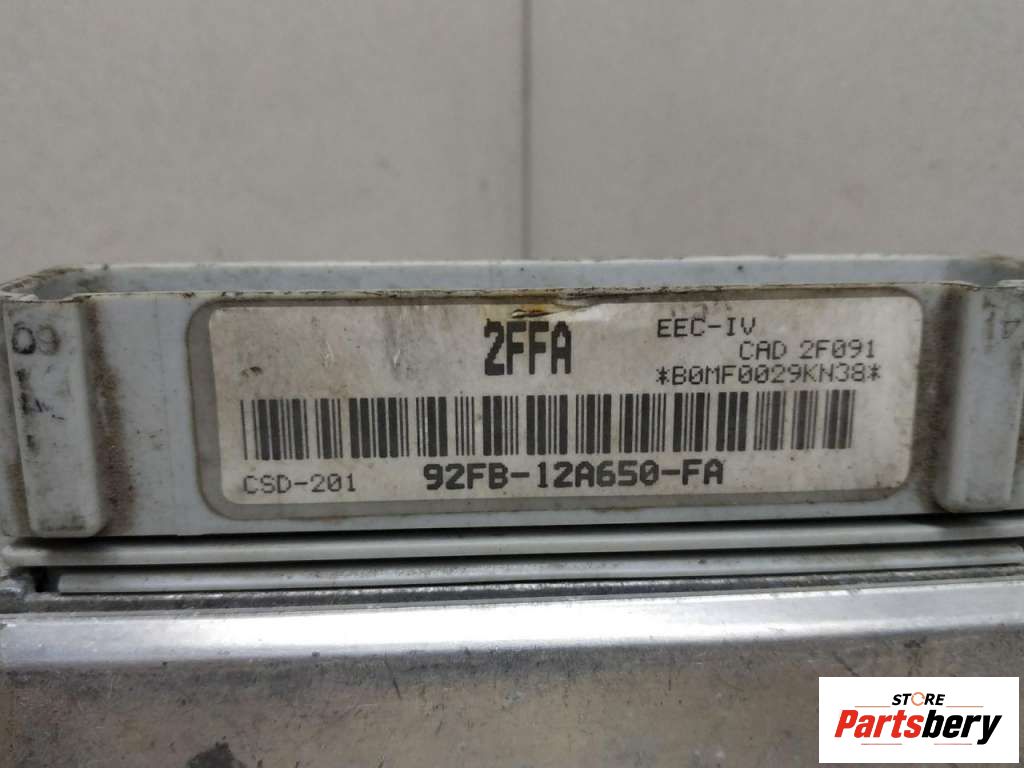 2FFA
EEC-IV
CAD 2F091
*B0MF0029KN38*
CSD-201
92FB-12A650-FA
STORE
Partsbery